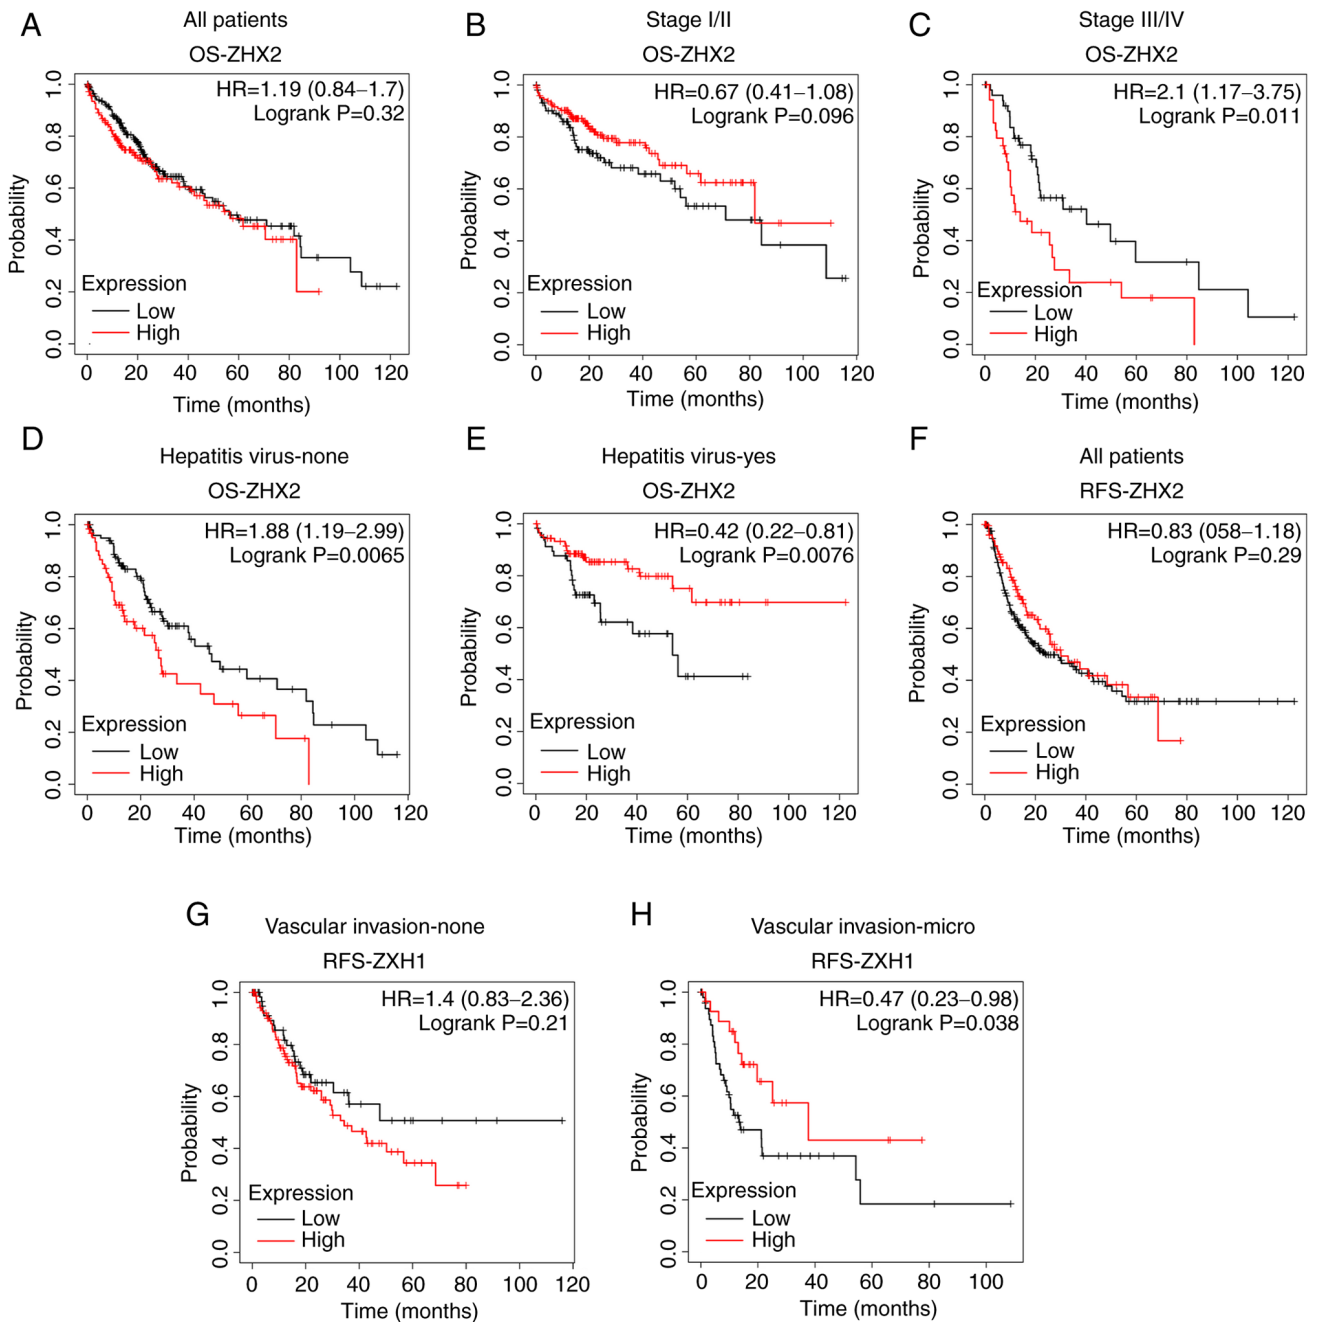 A
All patients
OS-ZHX2
HR=1.19 (0.84–1.7)
Logrank P=0.32
Probability
1.0
0.8
0.6
0.4
0.2
0.0
Expression
Low
High
0 20 40 60 80 100 120
Time (months)
B
Stage I/II
OS-ZHX2
HR=0.67 (0.41–1.08)
Logrank P=0.096
Probability
1.0
0.8
0.6
0.4
0.2
0.0
Expression
Low
High
0 20 40 60 80 100 120
Time (months)
C
Stage III/IV
OS-ZHX2
HR=2.1 (1.17–3.75)
Logrank P=0.011
Probability
1.0
0.8
0.6
0.4
0.2
0.0
Expression
Low
High
0 20 40 60 80 100 120
Time (months)
D
Hepatitis virus-none
OS-ZHX2
HR=1.88 (1.19–2.99)
Logrank P=0.0065
Probability
1.0
0.8
0.6
0.4
0.2
0.0
Expression
Low
High
0 20 40 60 80 100 120
Time (months)
E
Hepatitis virus-yes
OS-ZHX2
HR=0.42 (0.22–0.81)
Logrank P=0.0076
Probability
1.0
0.8
0.6
0.4
0.2
0.0
Expression
Low
High
0 20 40 60 80 100 120
Time (months)
F
All patients
RFS-ZHX2
HR=0.83 (058–1.18)
Logrank P=0.29
Probability
1.0
0.8
0.6
0.4
0.2
0.0
Expression
Low
High
0 20 40 60 80 100 120
Time (months)
G
Vascular invasion-none
RFS-ZXH1
HR=1.4 (0.83–2.36)
Logrank P=0.21
Probability
1.0
0.8
0.6
0.4
0.2
0.0
Expression
Low
High
0 20 40 60 80 100 120
Time (months)
H
Vascular invasion-micro
RFS-ZXH1
HR=0.47 (0.23–0.98)
Logrank P=0.038
Probability
1.0
0.8
0.6
0.4
0.2
0.0
Expression
Low
High
0 20 40 60 80 100
Time (months)